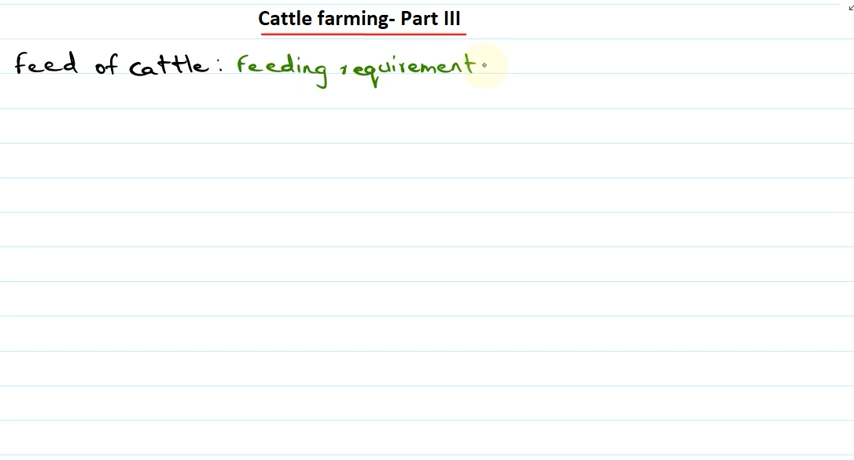 Cattle farming- Part III
feed of cattle: Feeding requirement